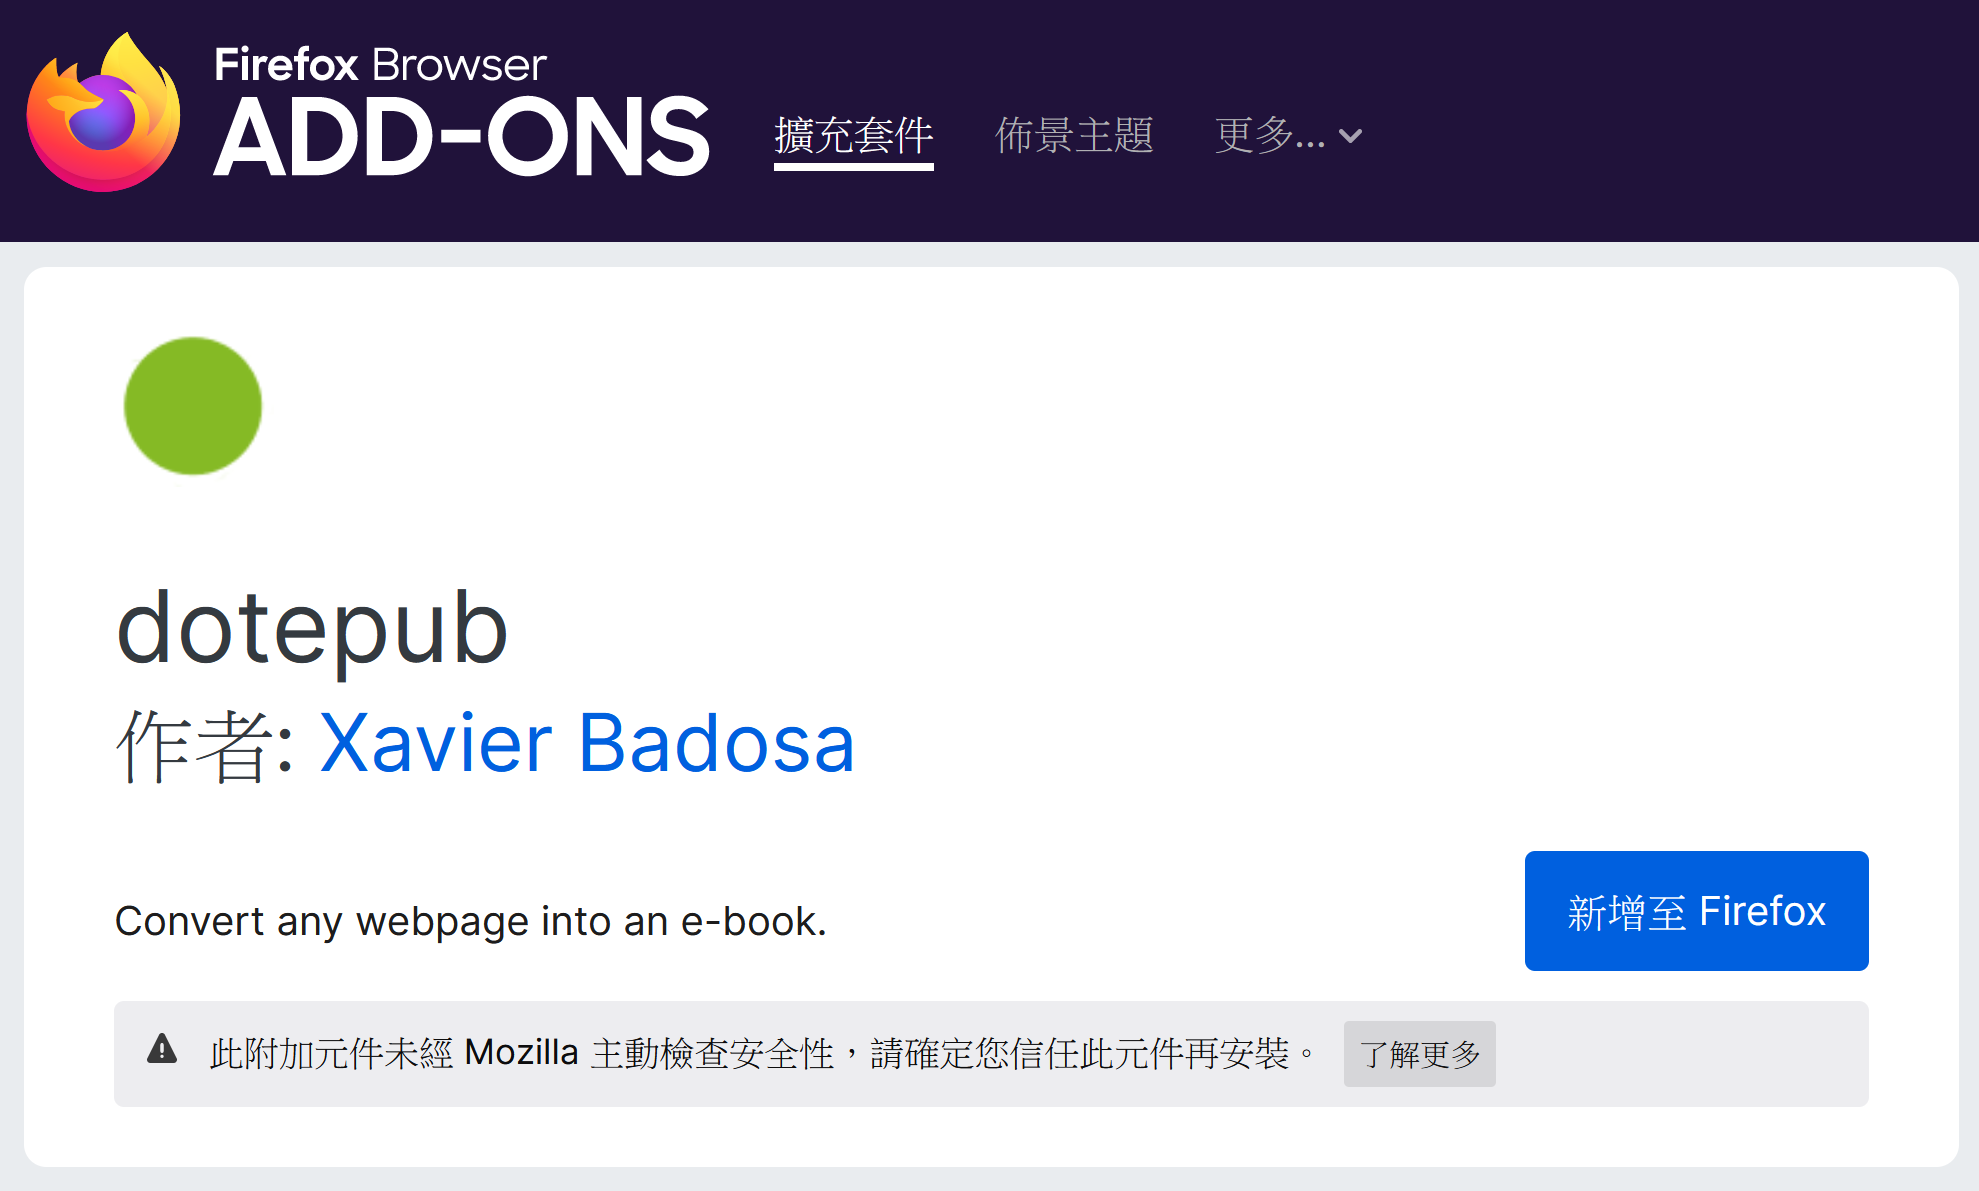 Firefox Browser
ADD-ONS
擴充套件 佈景主題 更多...
dotepub
作者: Xavier Badosa
Convert any webpage into an e-book.
新增至 Firefox
此附加元件未經 Mozilla 主動檢查安全性，請確定您信任此元件再安裝。 了解更多